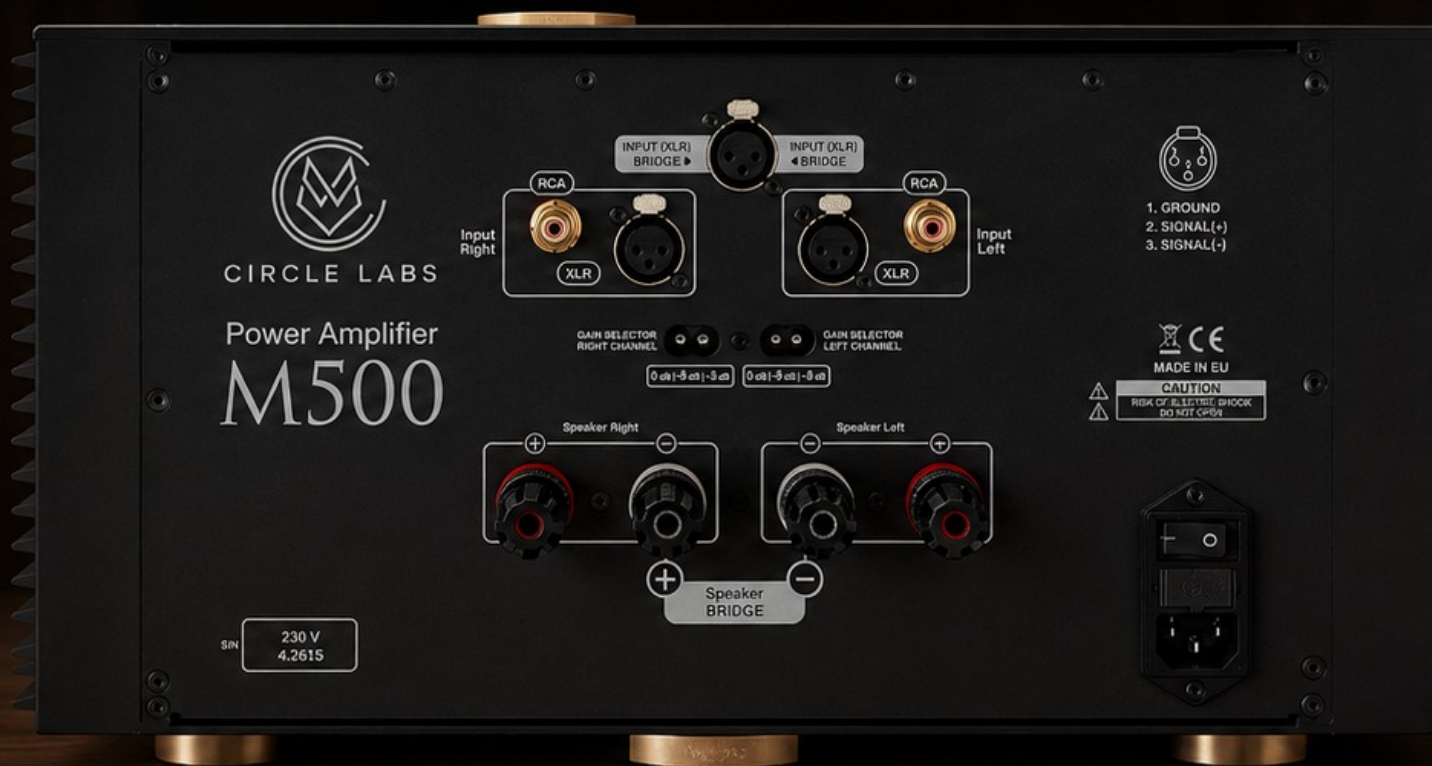 INPUT (XLR)
BRIDGE
INPUT (XLR)
BRIDGE
RCA
RCA
Input
Right
Input
Left
XLR
XLR
CIRCLE LABS
1. GROUND
2. SIGNAL(+)
3. SIGNAL(-)
Power Amplifier
M500
GAIN SELECTOR
RIGHT CHANNEL
GAIN SELECTOR
LEFT CHANNEL
CE
MADE IN EU
CAUTION
RISK OF
DO NOT OPEN
Speaker Right
Speaker Left
+
−
−
+
+
−
Speaker
BRIDGE
S/N
230 V
4.2615